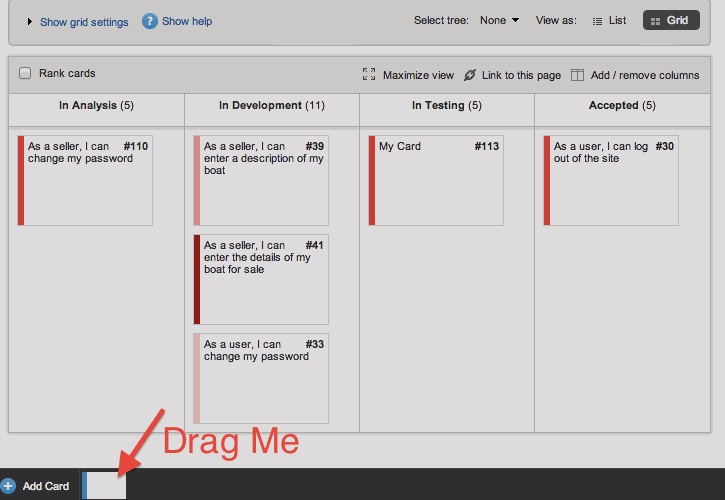 Show grid settings
? Show help
Select tree: None
View as: List Grid
Rank cards
Maximize view
Link to this page
Add / remove columns
In Analysis (5)
In Development (11)
In Testing (5)
Accepted (5)
As a seller, I can #110
change my password
As a seller, I can #39
enter a description of my
boat
As a seller, I can #41
enter the details of my
boat for sale
As a user, I can #33
change my password
My Card #113
As a user, I can log #30
out of the site
Drag Me
Add Card